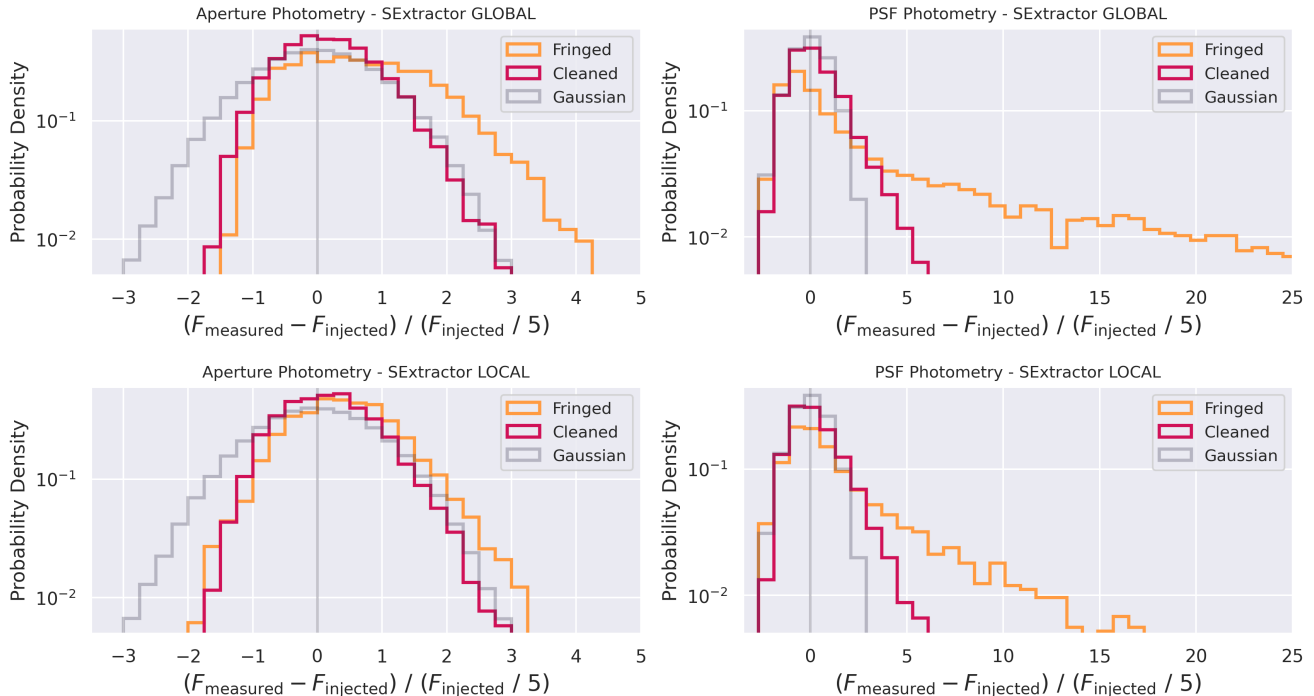 Aperture Photometry - SExtractor GLOBAL
Probability Density
10⁻¹
10⁻²
Fringed
Cleaned
Gaussian
−3 −2 −1 0 1 2 3 4 5
(F_measured − F_injected) / (F_injected / 5)
PSF Photometry - SExtractor GLOBAL
Probability Density
10⁻¹
10⁻²
Fringed
Cleaned
Gaussian
0 5 10 15 20 25
(F_measured − F_injected) / (F_injected / 5)
Aperture Photometry - SExtractor LOCAL
Probability Density
10⁻¹
10⁻²
Fringed
Cleaned
Gaussian
−3 −2 −1 0 1 2 3 4 5
(F_measured − F_injected) / (F_injected / 5)
PSF Photometry - SExtractor LOCAL
Probability Density
10⁻¹
10⁻²
Fringed
Cleaned
Gaussian
0 5 10 15 20 25
(F_measured − F_injected) / (F_injected / 5)